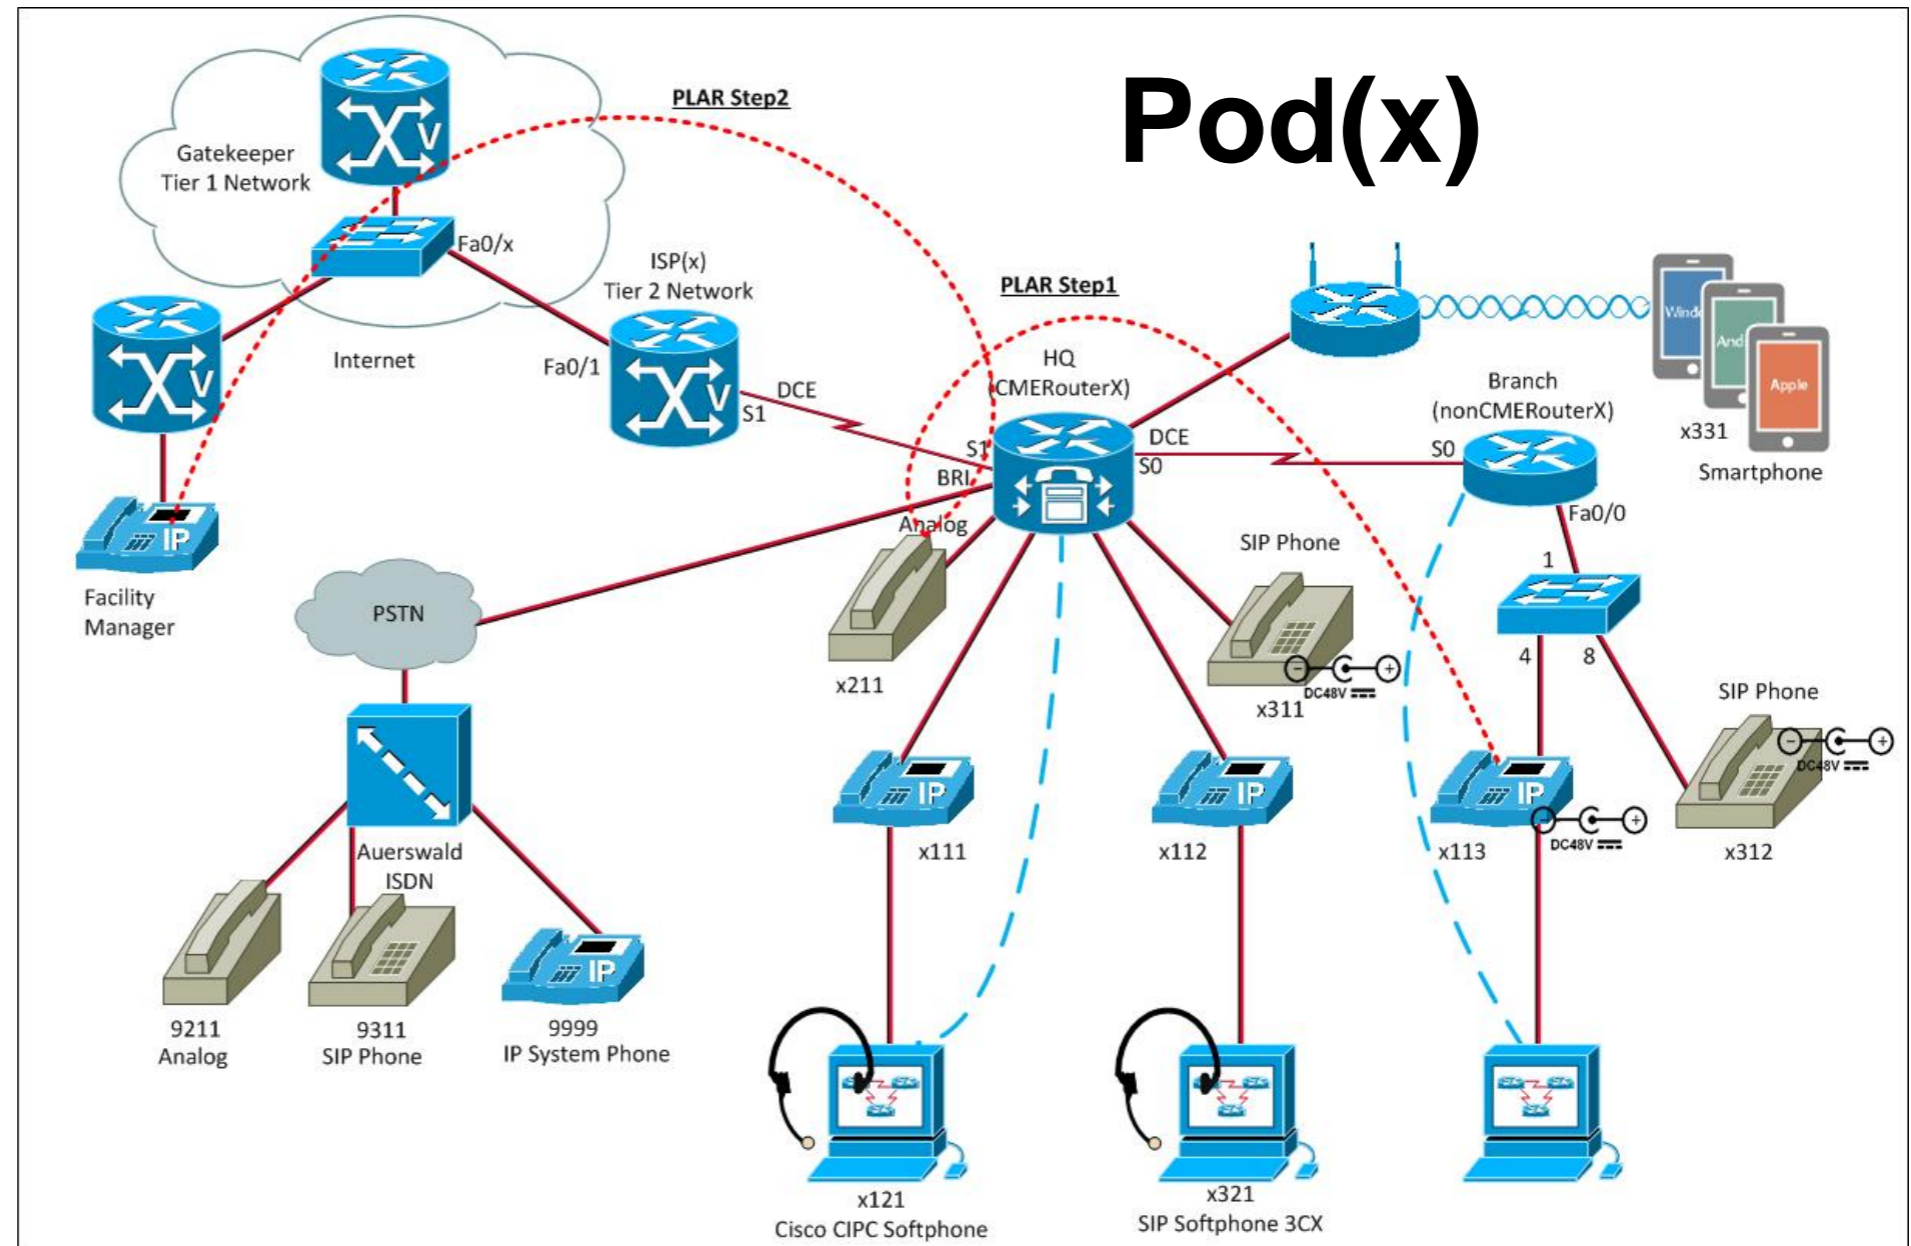 Pod(x)
PLAR Step2
Gatekeeper
Tier 1 Network
V
Fa0/x
ISP(x)
Tier 2 Network
PLAR Step1
Internet
V
Fa0/1
V
DCE
S1
HQ
(CMERouterX)
S1
BRI
DCE
S0
Branch
(nonCMERouterX)
S0
Fa0/0
Wind
And
Apple
x331
Smartphone
IP
Facility
Manager
PSTN
Analog
x211
SIP Phone
x311
DC48V
1
4
8
SIP Phone
DC48V
x312
IP
x111
IP
x112
IP
DC48V
x113
Auerswald
ISDN
9211
Analog
9311
SIP Phone
IP
9999
IP System Phone
x121
Cisco CIPC Softphone
x321
SIP Softphone 3CX